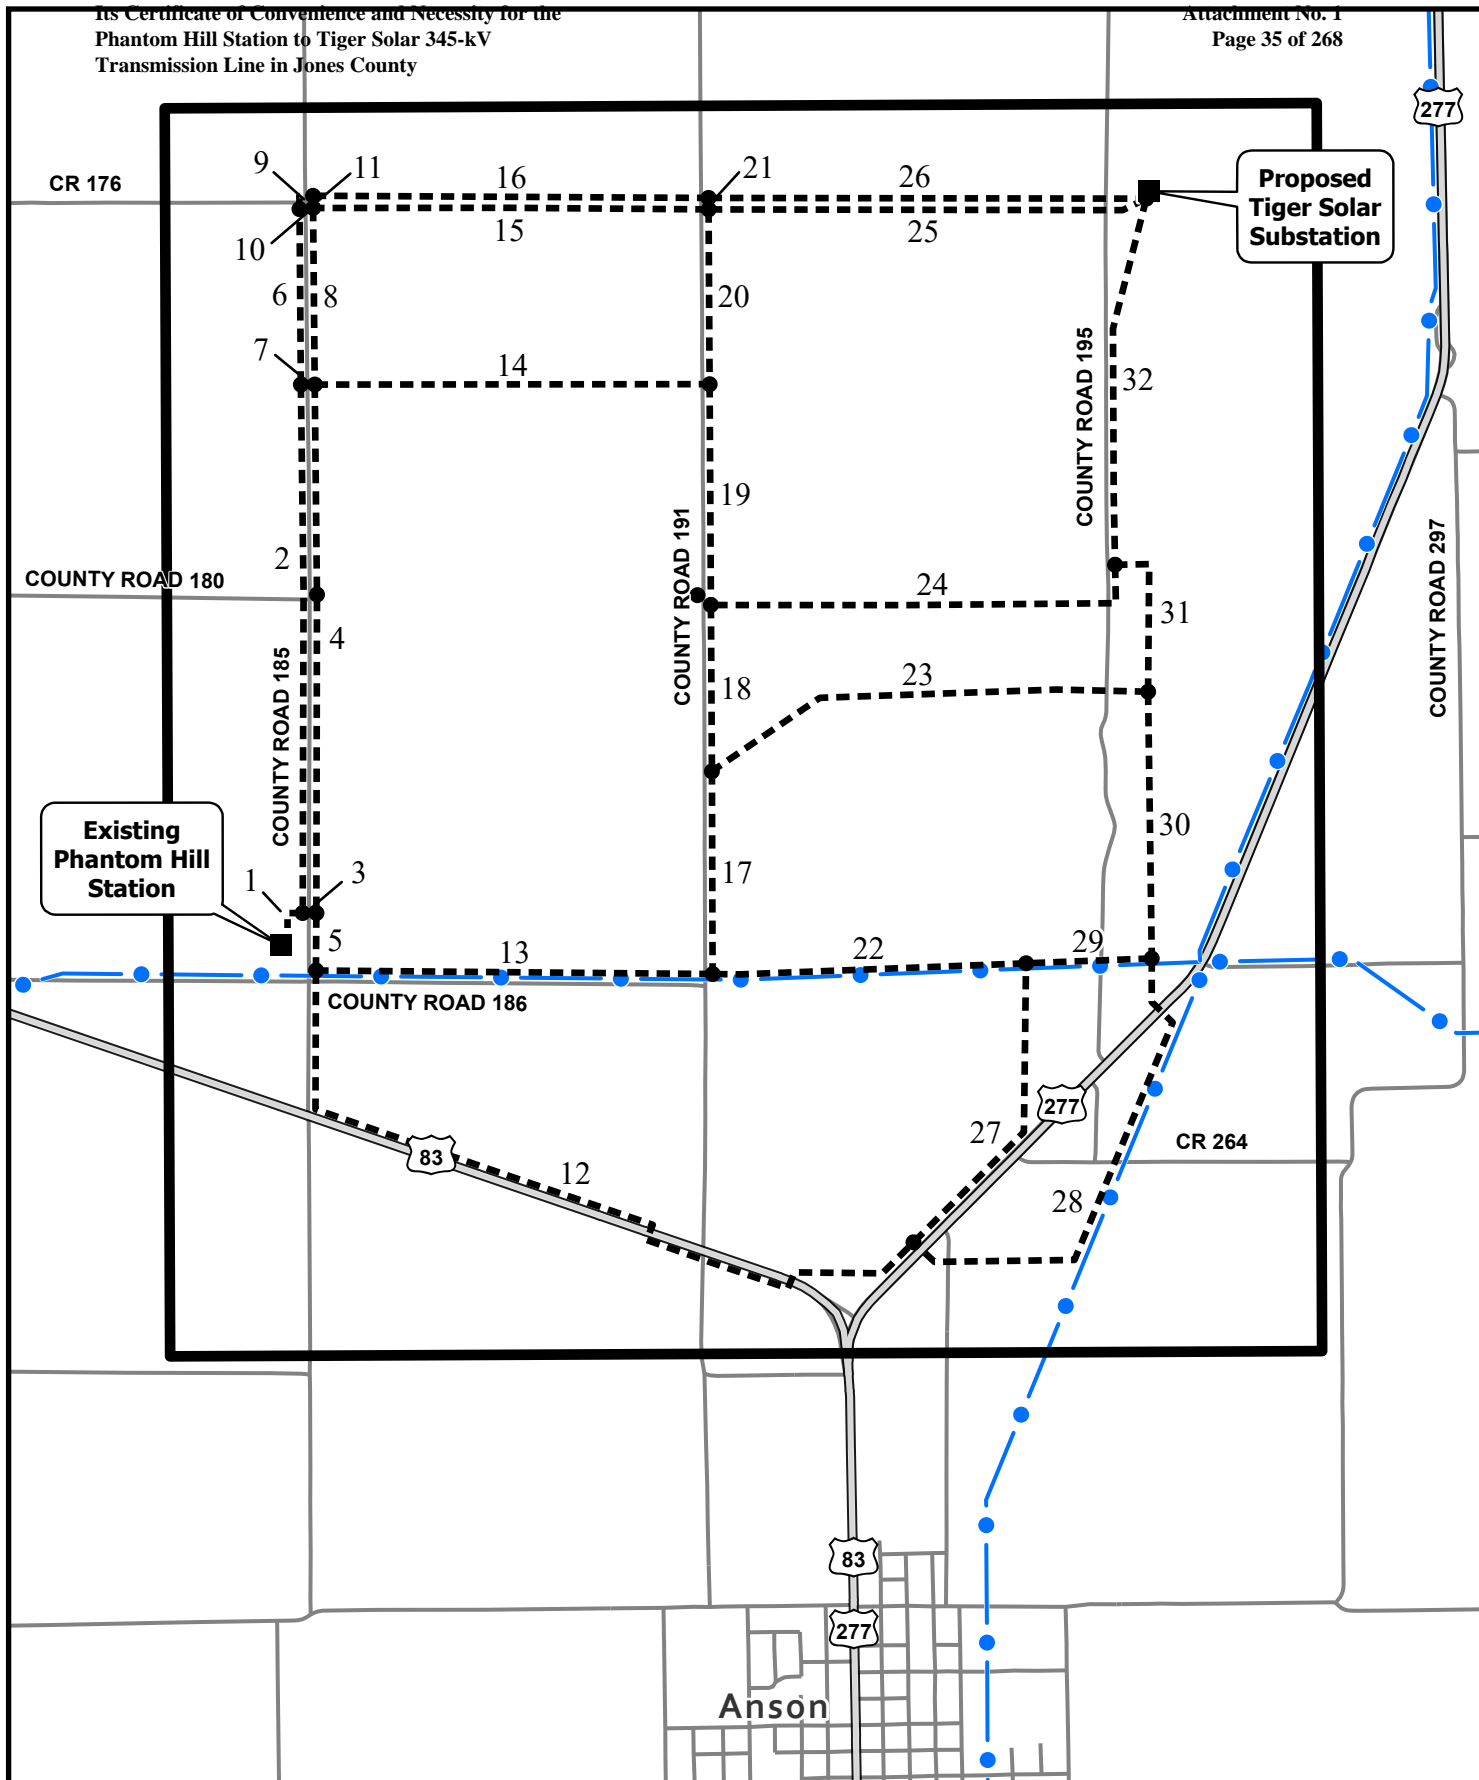 Its Certificate of Convenience and Necessity for the
Phantom Hill Station to Tiger Solar 345-kV
Transmission Line in Jones County
Attachment No. 1
Page 35 of 268
277
CR 176
9
11
16
21
26
Proposed
Tiger Solar
Substation
10
15
25
6
8
20
7
14
32
COUNTY ROAD 195
19
COUNTY ROAD 191
COUNTY ROAD 297
2
COUNTY ROAD 180
24
31
4
COUNTY ROAD 185
18
23
Existing
Phantom Hill
Station
1
3
17
30
5
13
22
29
COUNTY ROAD 186
277
27
CR 264
83
12
28
83
277
Anson